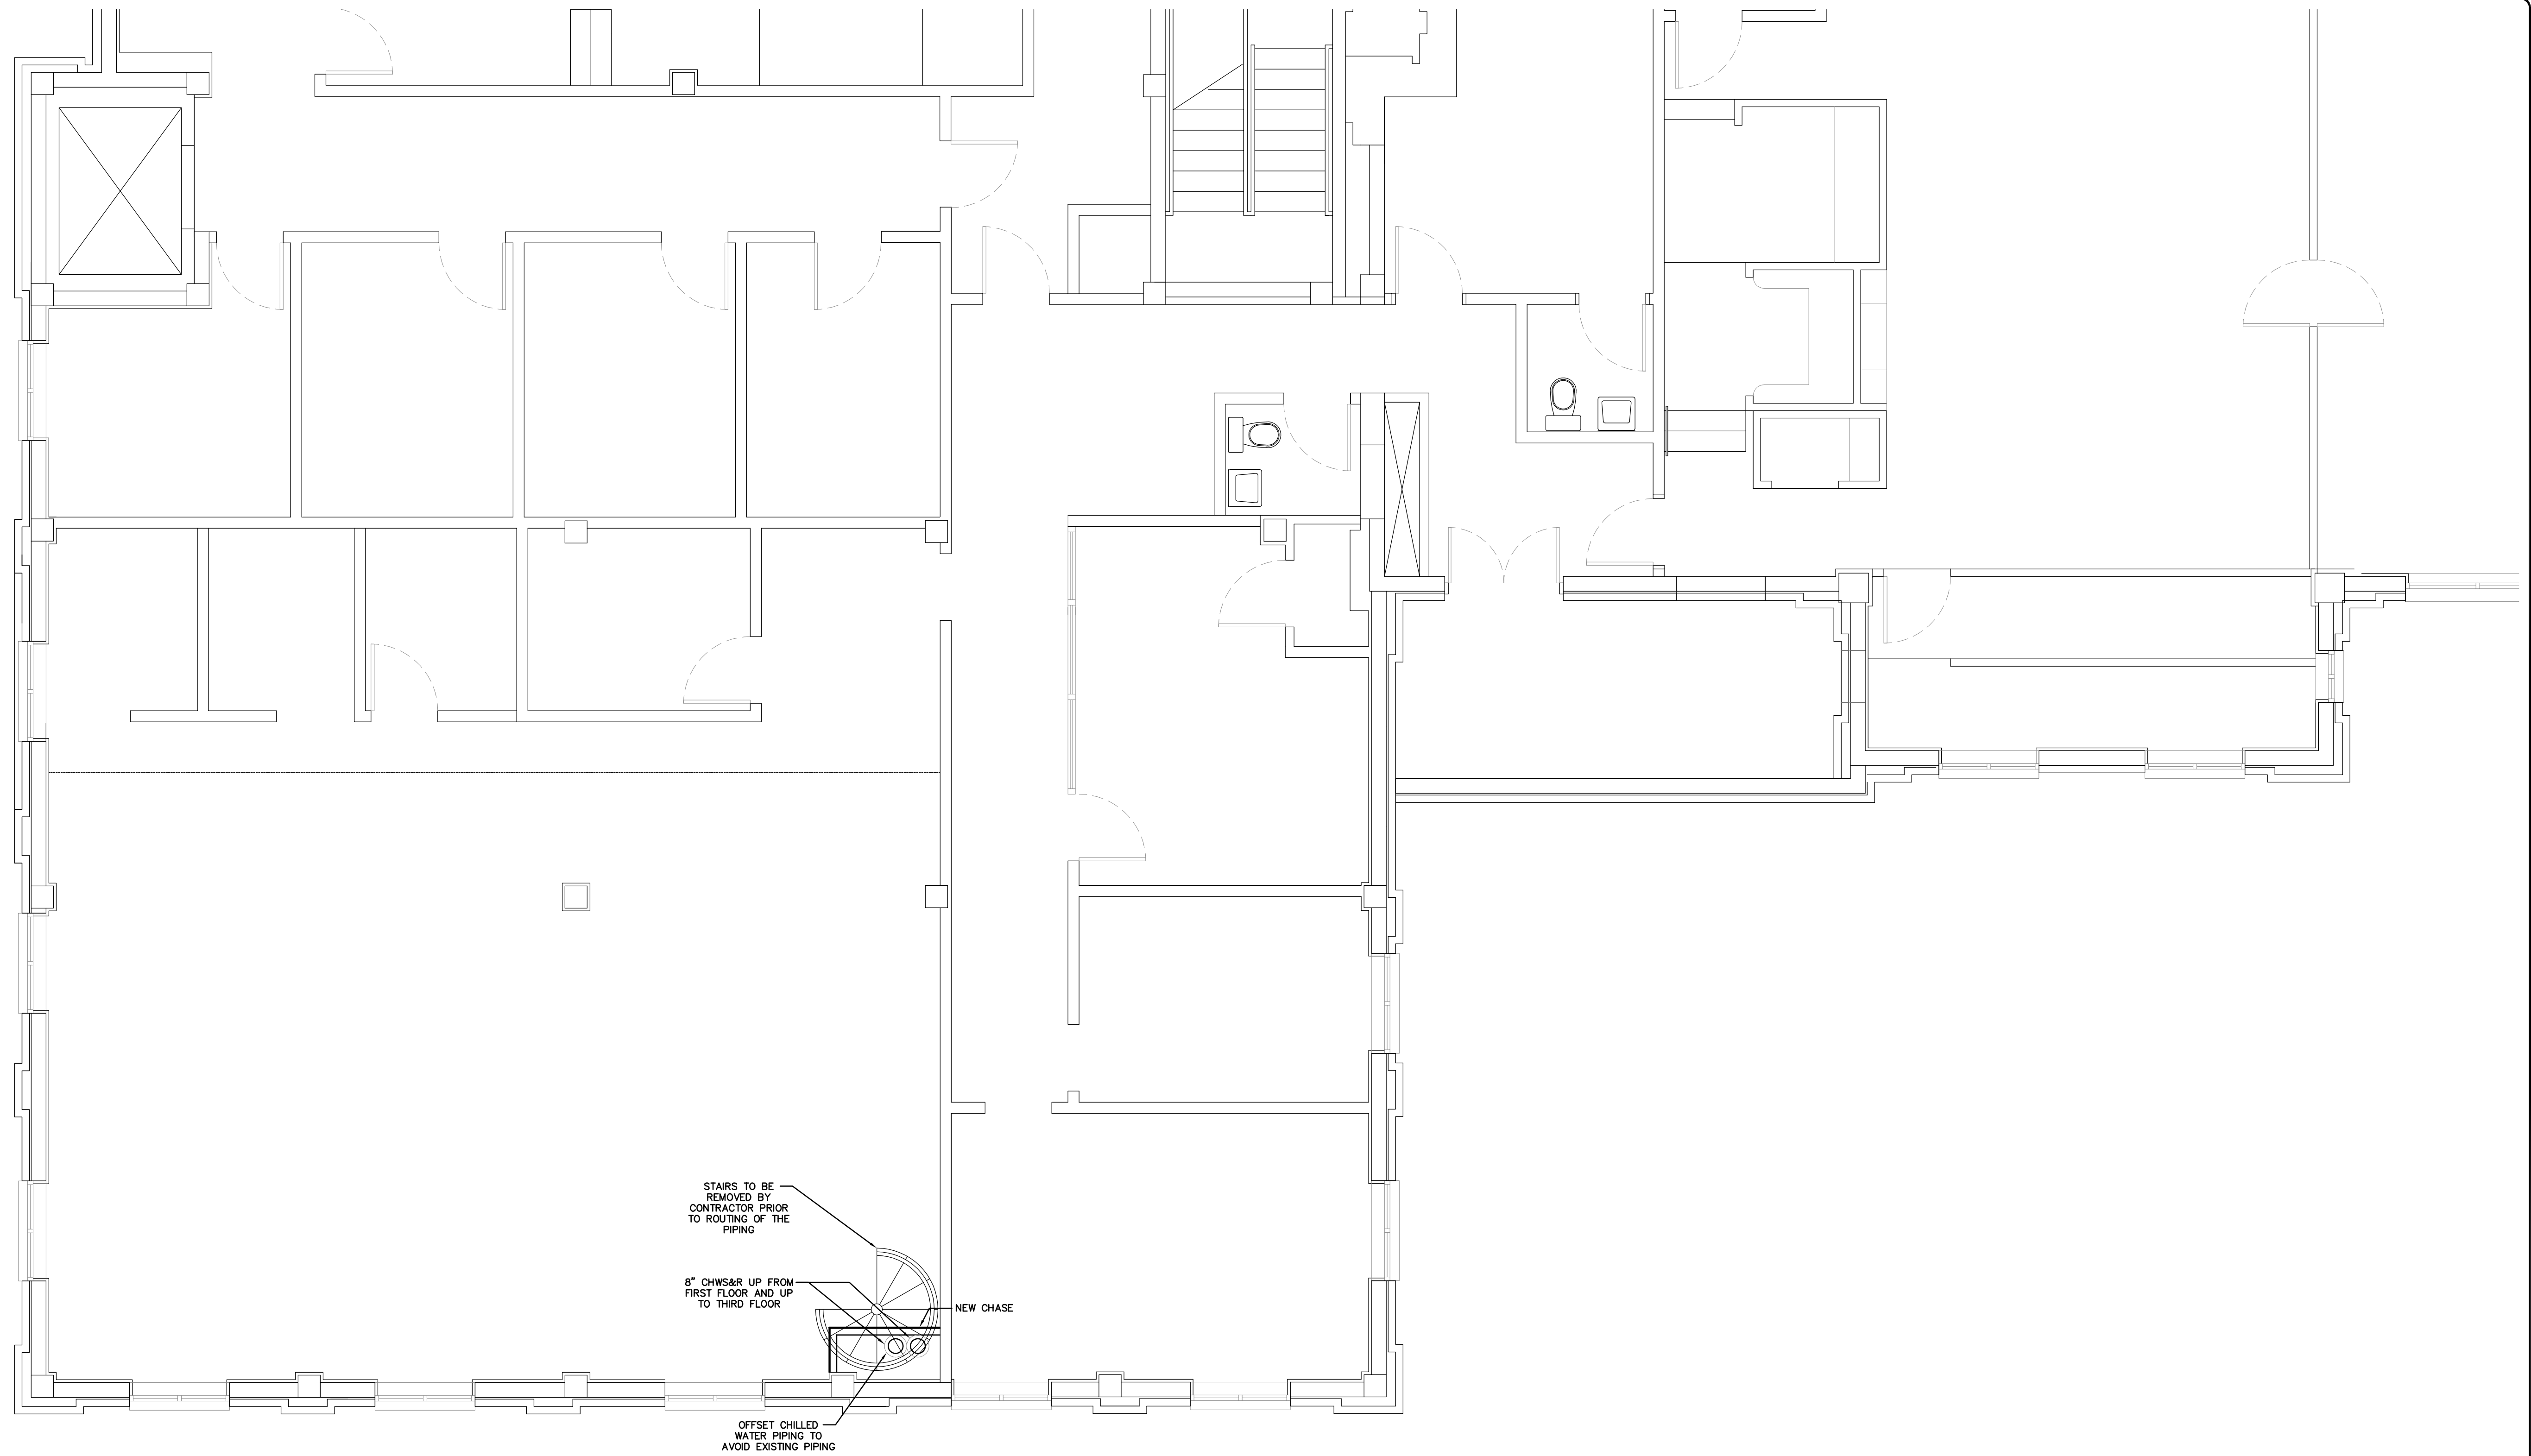 STAIRS TO BE
REMOVED BY
CONTRACTOR PRIOR
TO ROUTING OF THE
PIPING
8" CHWS&R UP FROM
FIRST FLOOR AND UP
TO THIRD FLOOR
NEW CHASE
OFFSET CHILLED
WATER PIPING TO
AVOID EXISTING PIPING